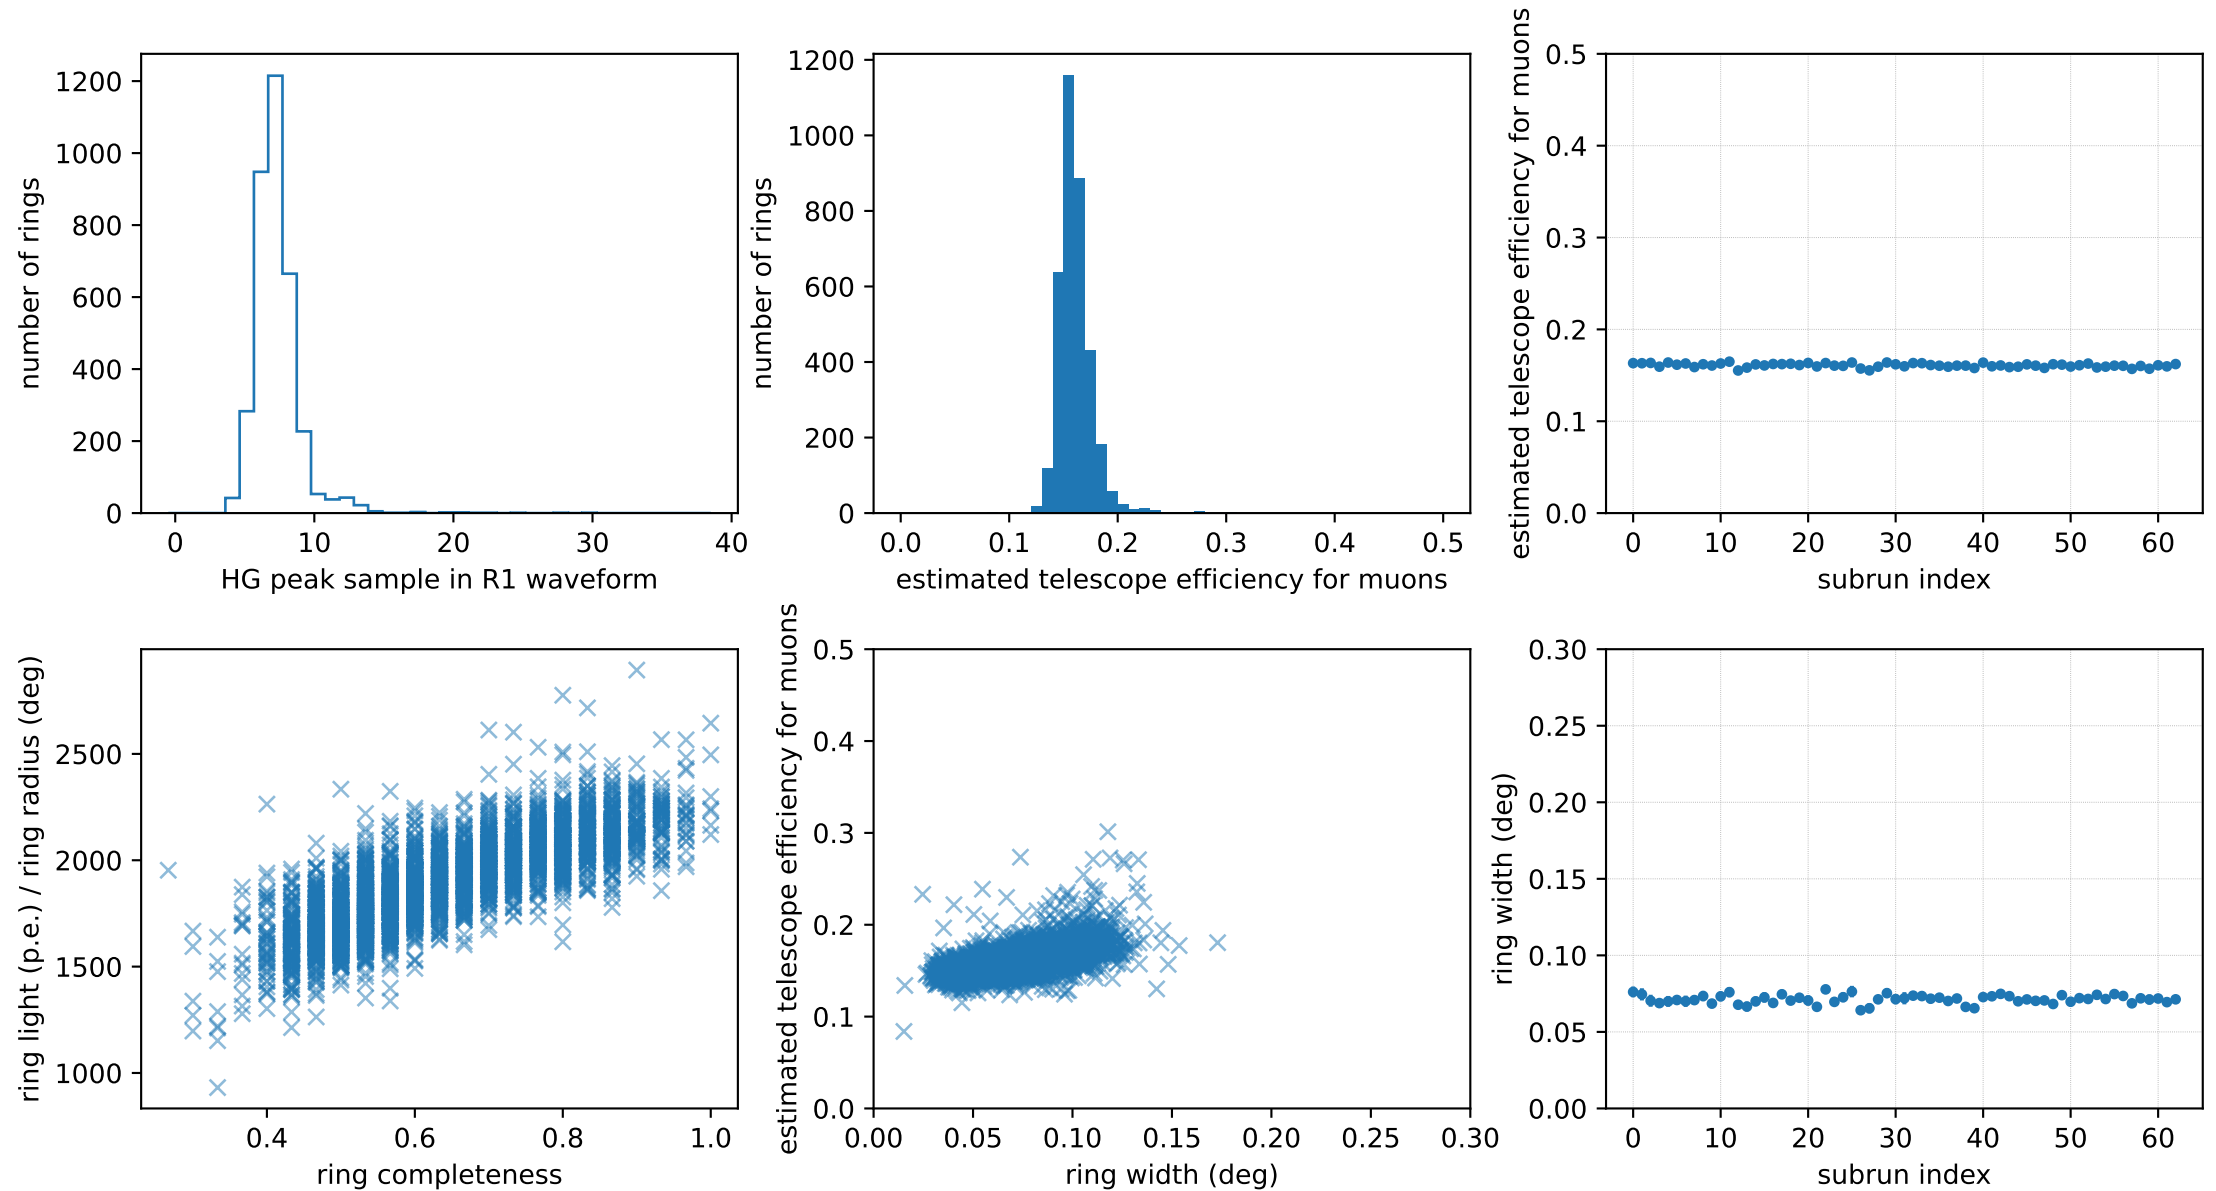 number of rings
1200
1000
800
600
400
200
0
0 10 20 30 40
HG peak sample in R1 waveform
number of rings
1200
1000
800
600
400
200
0
0.0 0.1 0.2 0.3 0.4 0.5
estimated telescope efficiency for muons
estimated telescope efficiency for muons
0.5
0.4
0.3
0.2
0.1
0.0
0 10 20 30 40 50 60
subrun index
ring light (p.e.) / ring radius (deg)
2500
2000
1500
1000
0.4 0.6 0.8 1.0
ring completeness
estimated telescope efficiency for muons
0.5
0.4
0.3
0.2
0.1
0.0
0.00 0.05 0.10 0.15 0.20 0.25 0.30
ring width (deg)
ring width (deg)
0.30
0.25
0.20
0.15
0.10
0.05
0.00
0 10 20 30 40 50 60
subrun index